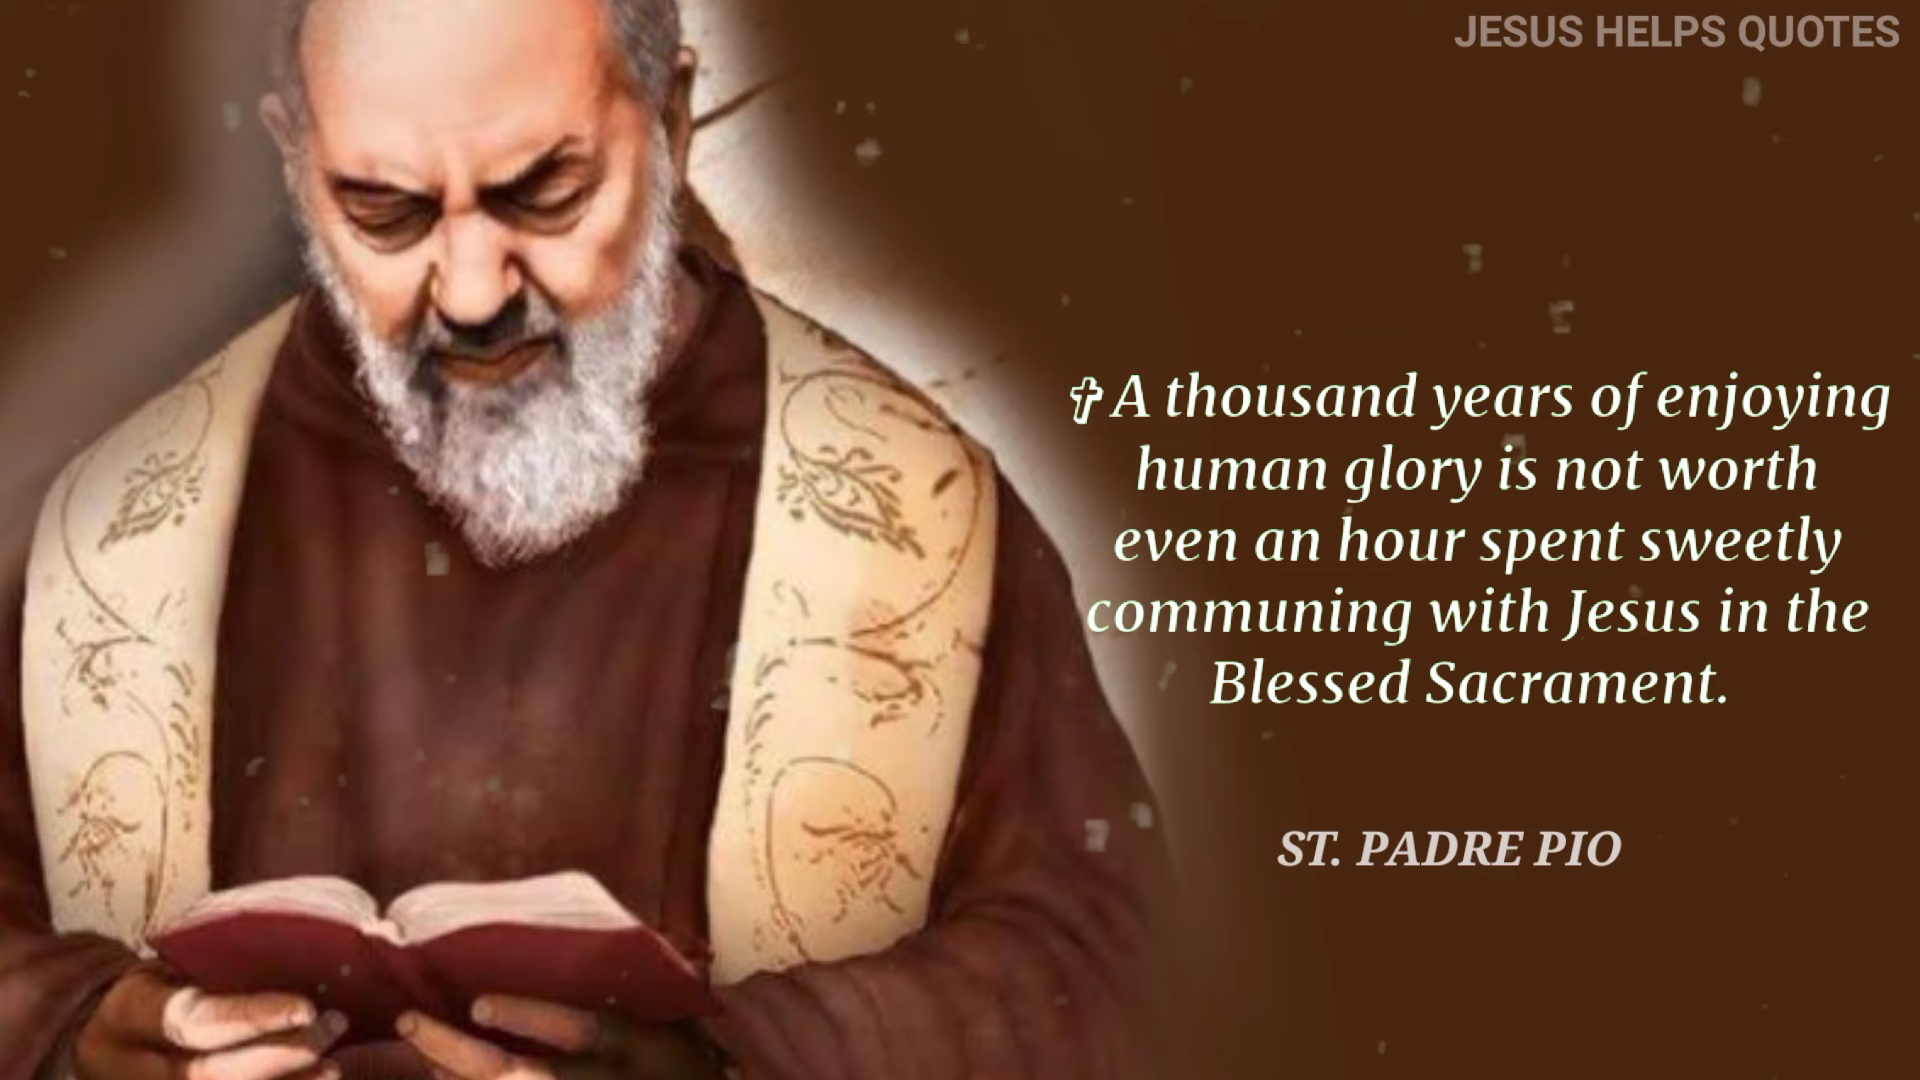 JESUS HELPS QUOTES
✞A thousand years of enjoying
human glory is not worth
even an hour spent sweetly
communing with Jesus in the
Blessed Sacrament.
ST. PADRE PIO